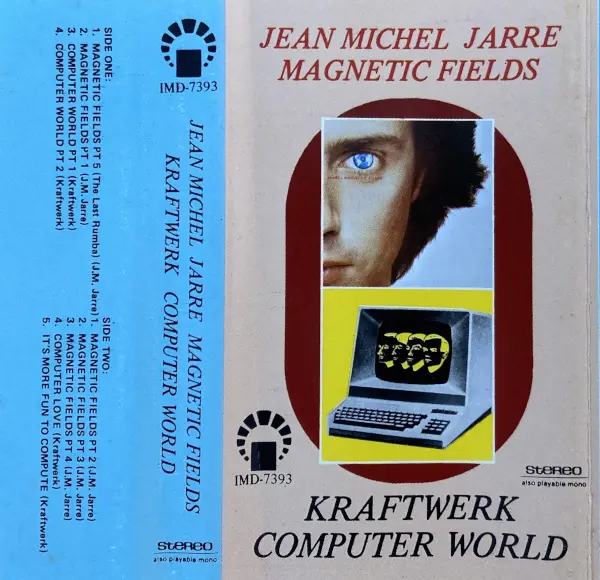 SIDE ONE:
1. MAGNETIC FIELDS PT 5 (The Last Rumba) (J.M. Jarre)
2. MAGNETIC FIELDS PT 1 (J.M. Jarre)
3. COMPUTER WORLD PT 1 (Kraftwerk)
4. COMPUTER WORLD PT 2 (Kraftwerk)
SIDE TWO:
1. MAGNETIC FIELDS PT 2 (J.M. Jarre)
2. MAGNETIC FIELDS PT 3 (J.M. Jarre)
3. MAGNETIC FIELDS PT 4 (J.M. Jarre)
4. COMPUTER LOVE (Kraftwerk)
5. IT'S MORE FUN TO COMPUTE (Kraftwerk)
IMD-7393
JEAN MICHEL JARRE MAGNETIC FIELDS
KRAFTWERK COMPUTER WORLD
stereo
also playable mono
JEAN MICHEL JARRE
MAGNETIC FIELDS
IMD-7393
stereo
also playable mono
KRAFTWERK
COMPUTER WORLD